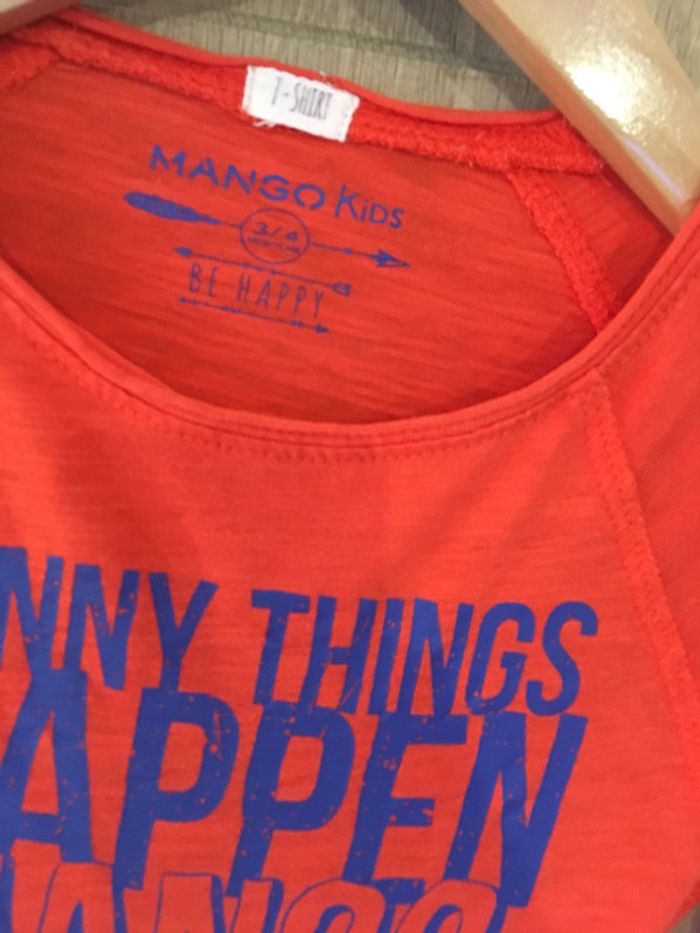 T-SHIRT
MANGO KIDS
3/4
BE HAPPY
NNY THINGS
APPEN